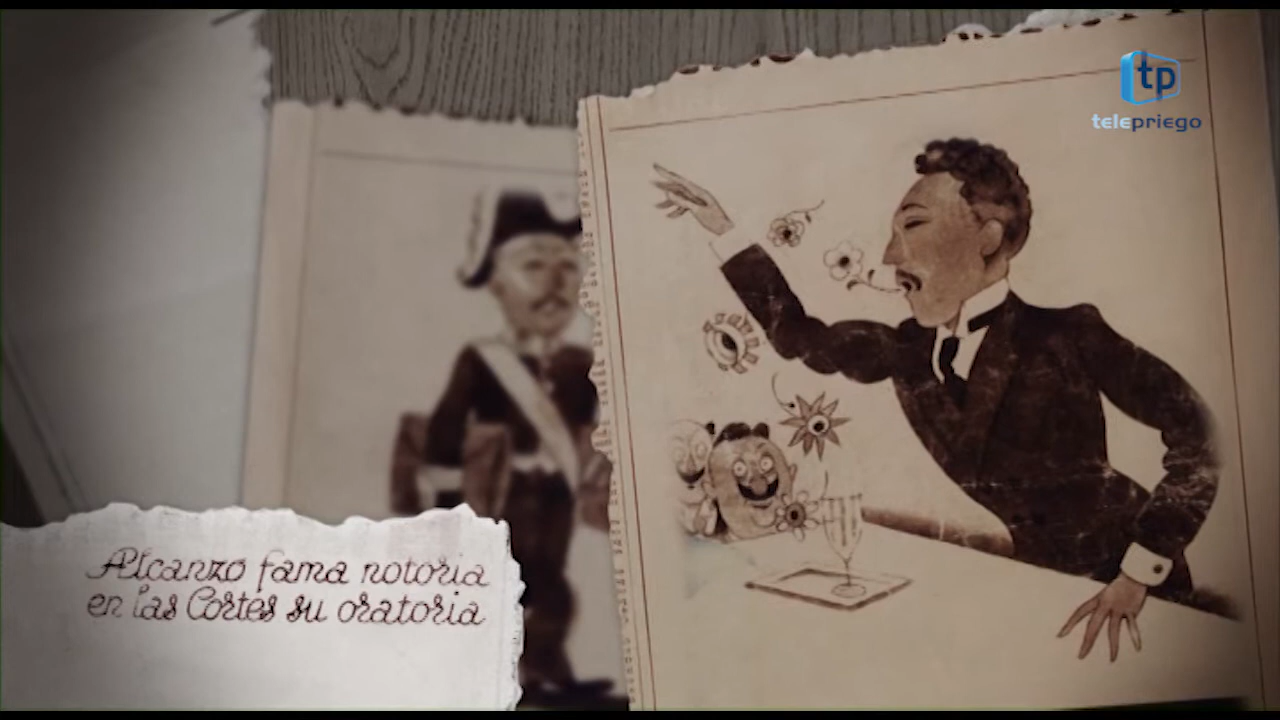 tp
telepriego
Alcanzó fama notoria
en las Cortes su oratoria